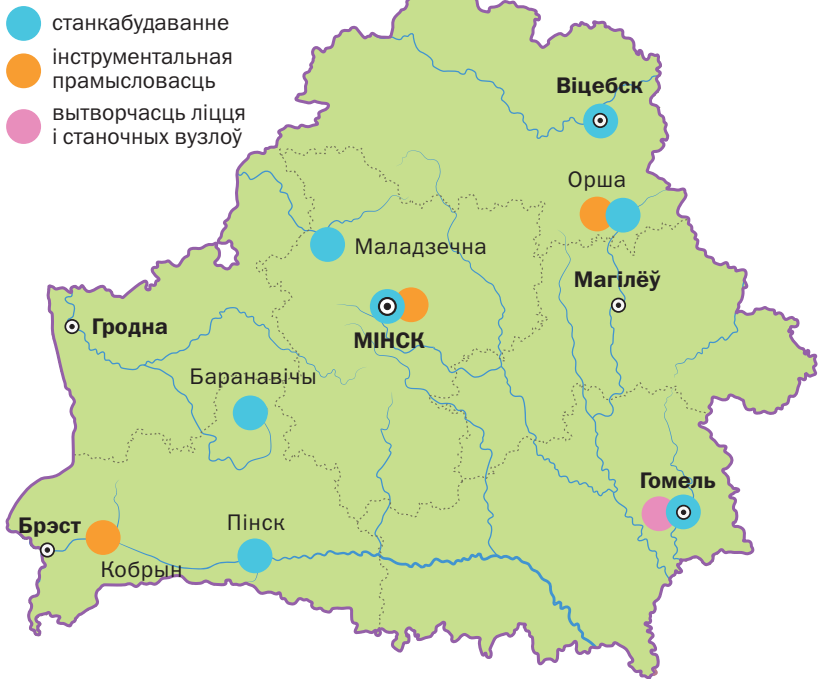 станкабудаванне
інструментальная
прамысловасць
вытворчасць ліцця
і станочных вузлоў
Віцебск
Орша
Маладзечна
Магілёў
Гродна
МІНСК
Баранавічы
Гомель
Пінск
Брэст
Кобрын